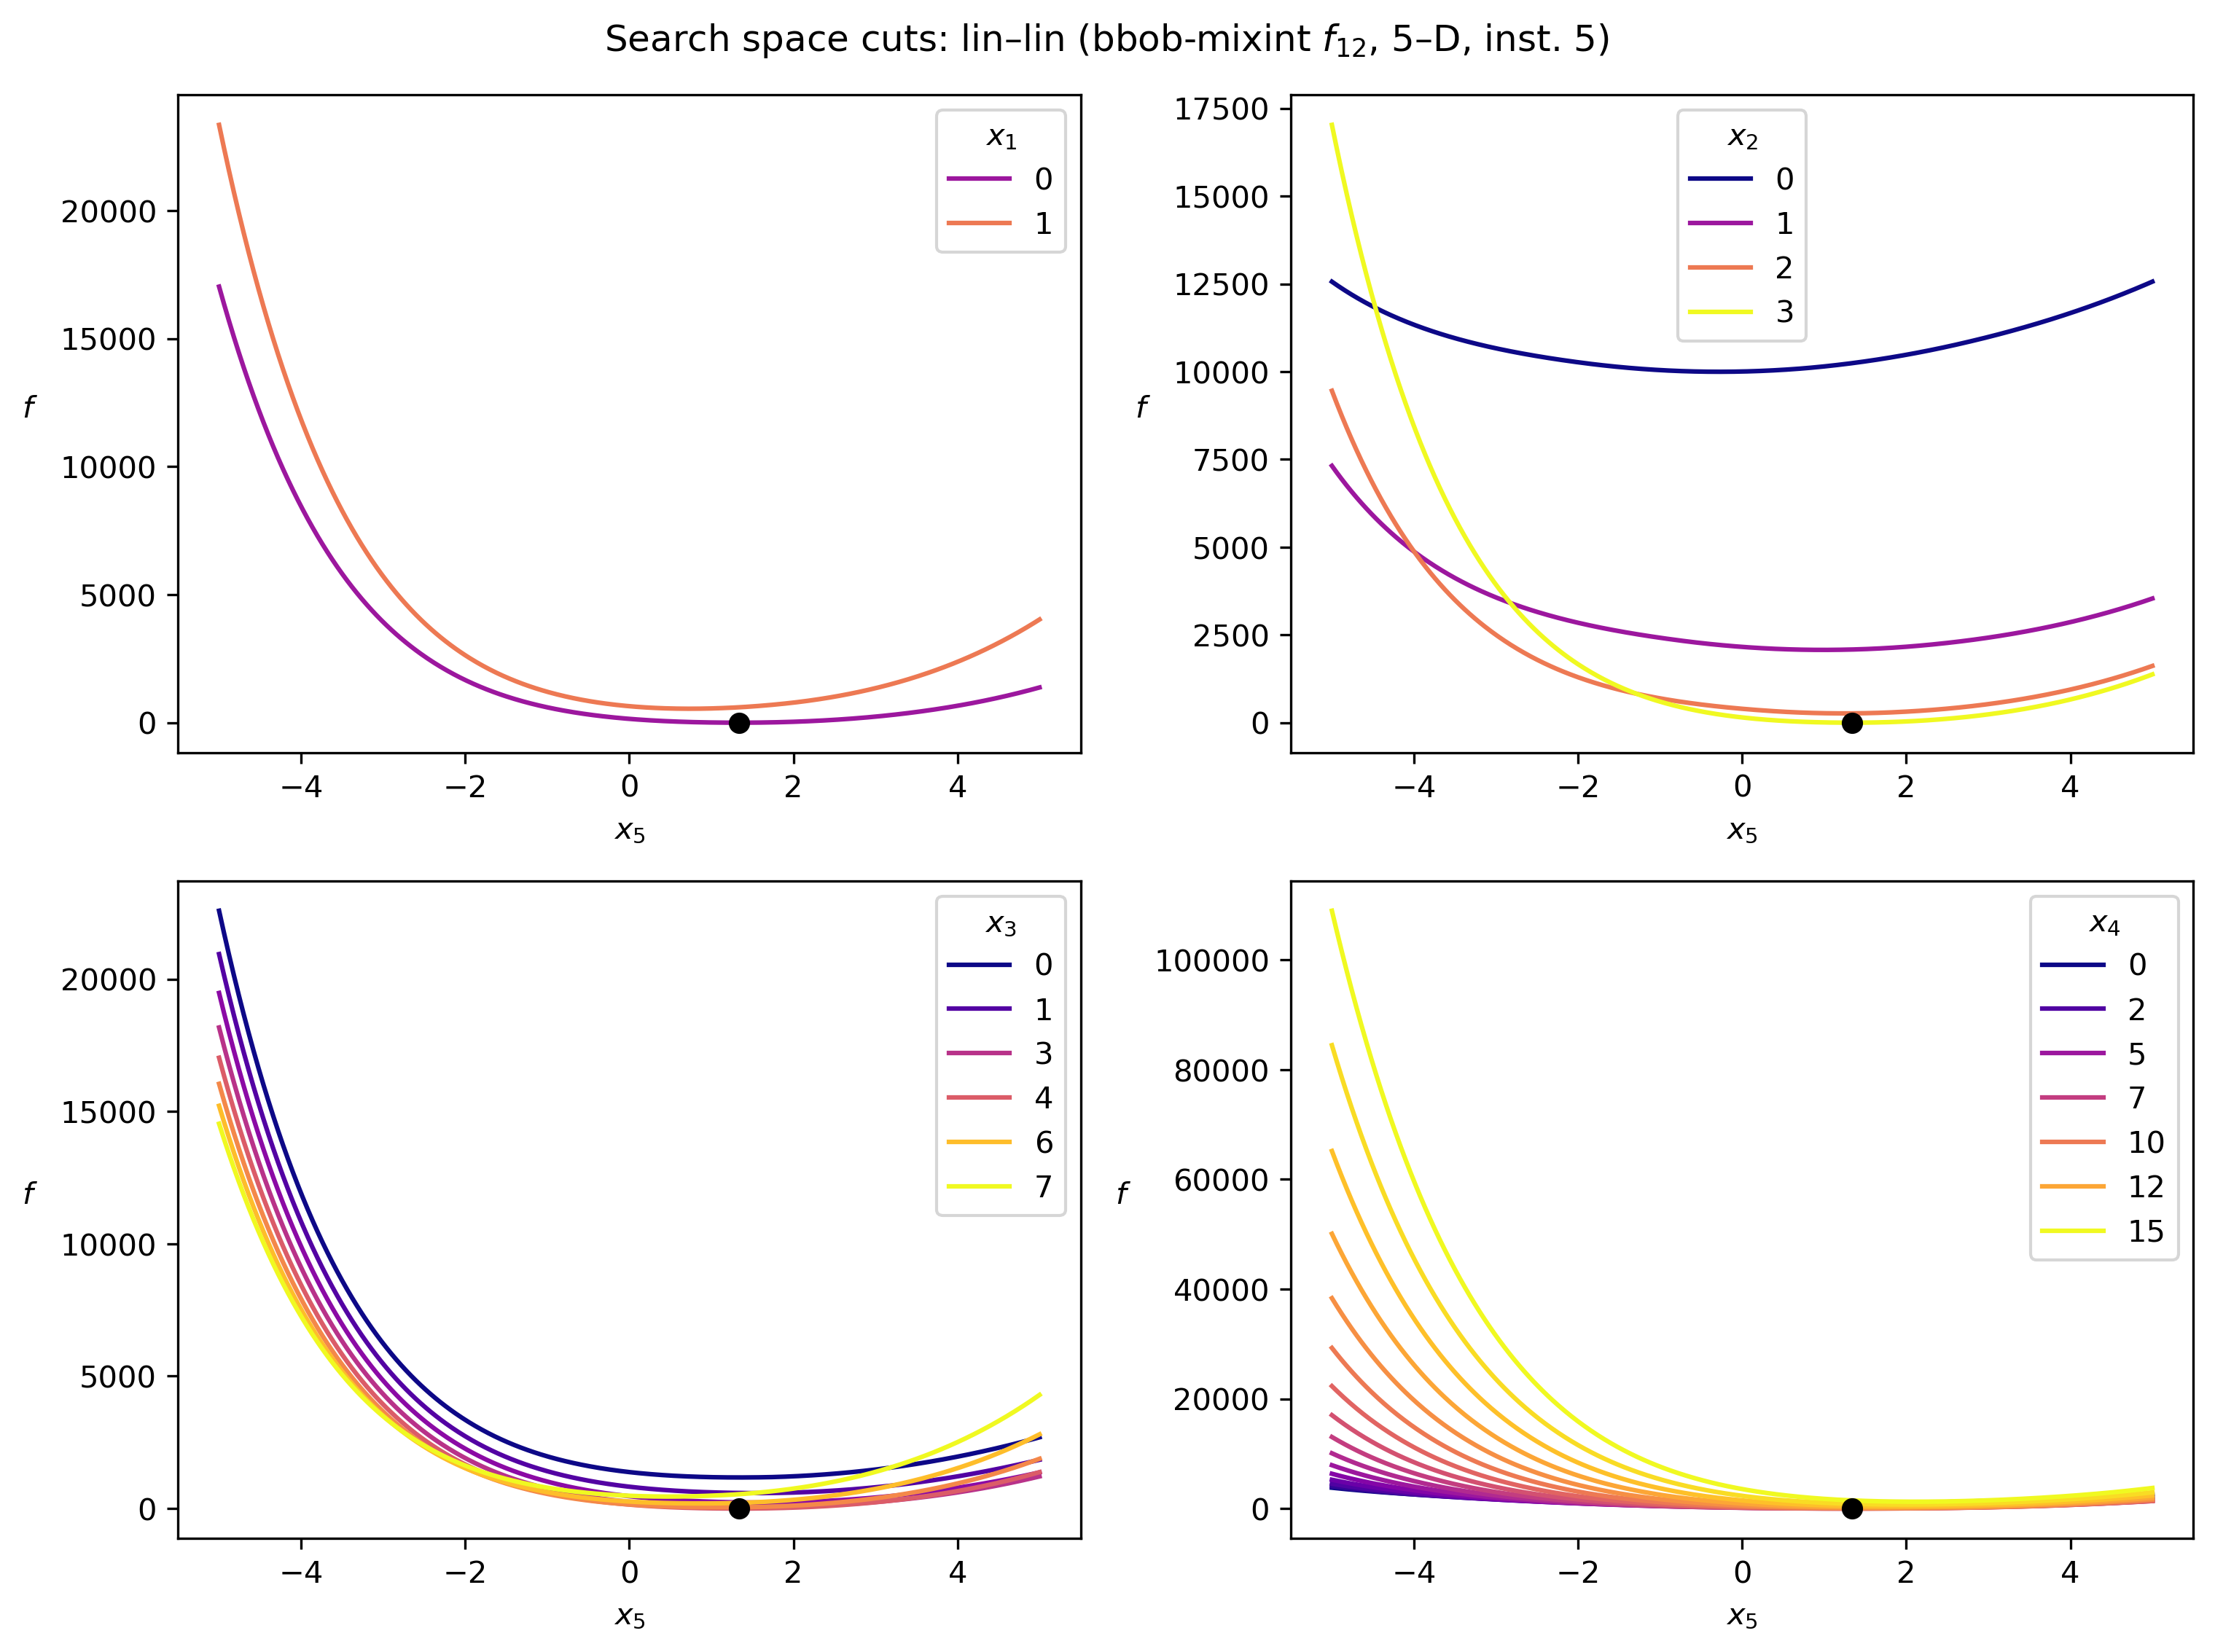 Search space cuts: lin–lin (bbob-mixint f12, 5–D, inst. 5)
x1
0
1
20000
15000
10000
5000
0
f
−4 −2 0 2 4
x5
x2
0
1
2
3
17500
15000
12500
10000
7500
5000
2500
0
f
−4 −2 0 2 4
x5
x3
0
1
3
4
6
7
20000
15000
10000
5000
0
f
−4 −2 0 2 4
x5
x4
0
2
5
7
10
12
15
100000
80000
60000
40000
20000
0
f
−4 −2 0 2 4
x5